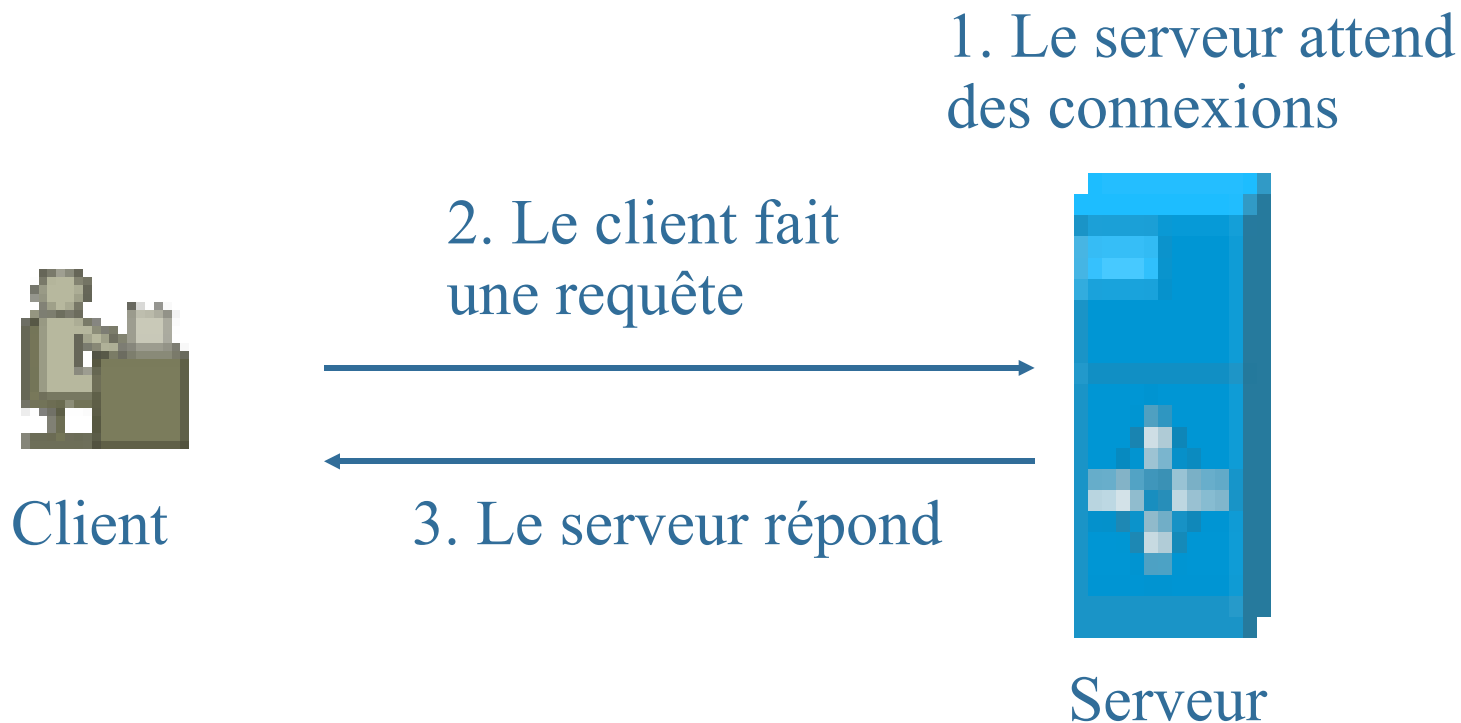 1. Le serveur attend
des connexions
2. Le client fait
une requête
3. Le serveur répond
Client
Serveur